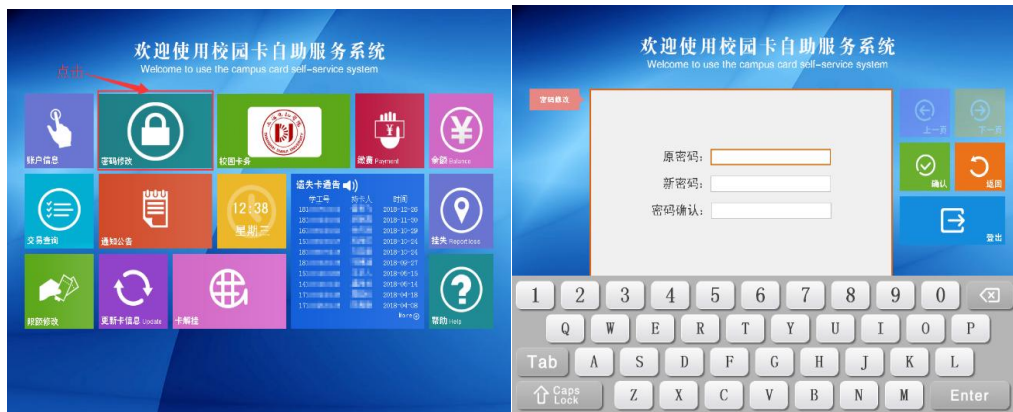 欢迎使用校园卡自助服务系统
Welcome to use the campus card self-service system
点击
账户信息
密码修改
校园卡务
缴费 Payment
余额 Balance
交易查询
通知公告
12:38
星期三
遗失卡通告
学工号 持卡人 时间
2018-12-26
2018-11-20
2018-10-29
2018-10-24
2018-10-24
2018-09-27
2018-06-15
2018-06-14
2018-04-18
2018-04-08
More
挂失 Report loss
限额修改
更新卡信息 Update
卡解挂
帮助 Help
欢迎使用校园卡自助服务系统
Welcome to use the campus card self-service system
密码修改
原密码：
新密码：
密码确认：
上一页
下一页
确认
返回
登出
1 2 3 4 5 6 7 8 9 0
Q W E R T Y U I O P
Tab A S D F G H J K L
Caps Lock Z X C V B N M Enter